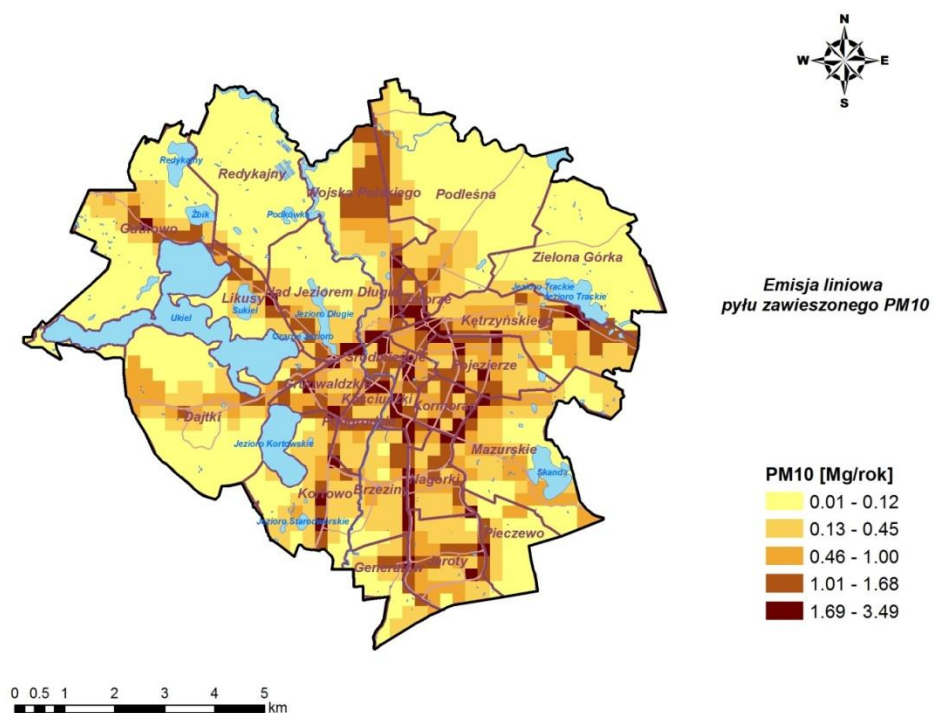 N
W E
S
Redykajny
Redykajny
Wojska Polskiego
Podleśna
Żbik
Podkówka
Gutkowo
Zielona Górka
Emisja liniowa
pyłu zawieszonego PM10
Jezioro Trackie
Jezioro Trackie
Likusy
Sukiel
Nad Jeziorem Długim
Zatorze
Ukiel
Jezioro Długie
Kętrzyńskiego
Czarne Jezioro
Śródmieście
Pojezierze
Grunwaldzkie
Kościuszki
Kormoran
Dajtki
Podgrodzie
Jezioro Kortowskie
Mazurskie
Skanda
Nagórki
Kortowo
Brzeziny
Jezioro Starodworskie
Pieczewo
Generałów
Jaroty
PM10 [Mg/rok]
0.01 - 0.12
0.13 - 0.45
0.46 - 1.00
1.01 - 1.68
1.69 - 3.49
0 0.5 1 2 3 4 5
km